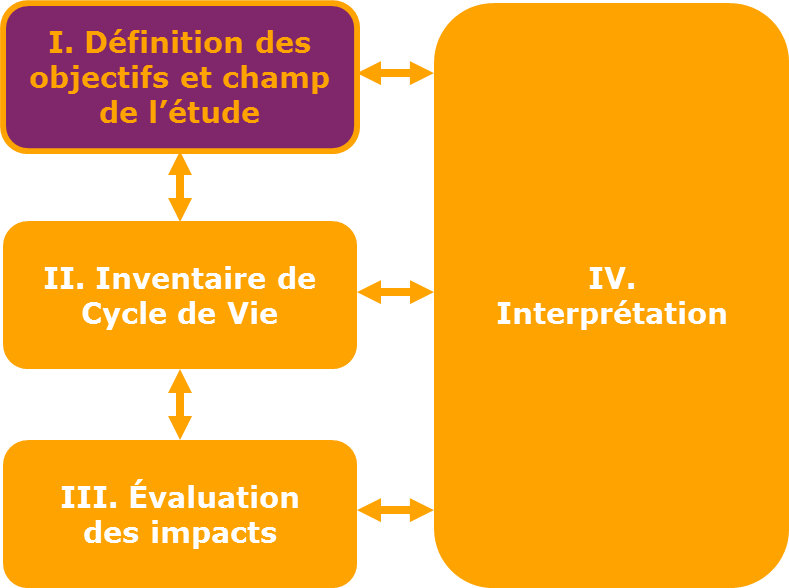 I. Définition des
objectifs et champ
de l’étude
II. Inventaire de
Cycle de Vie
III. Évaluation
des impacts
IV.
Interprétation